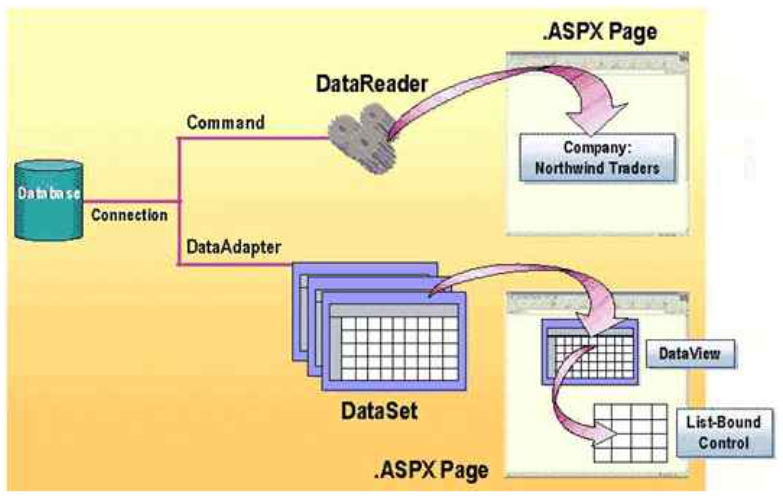 .ASPX Page
DataReader
Command
Company:
Northwind Traders
Database
Connection
DataAdapter
DataView
DataSet
List-Bound
Control
.ASPX Page